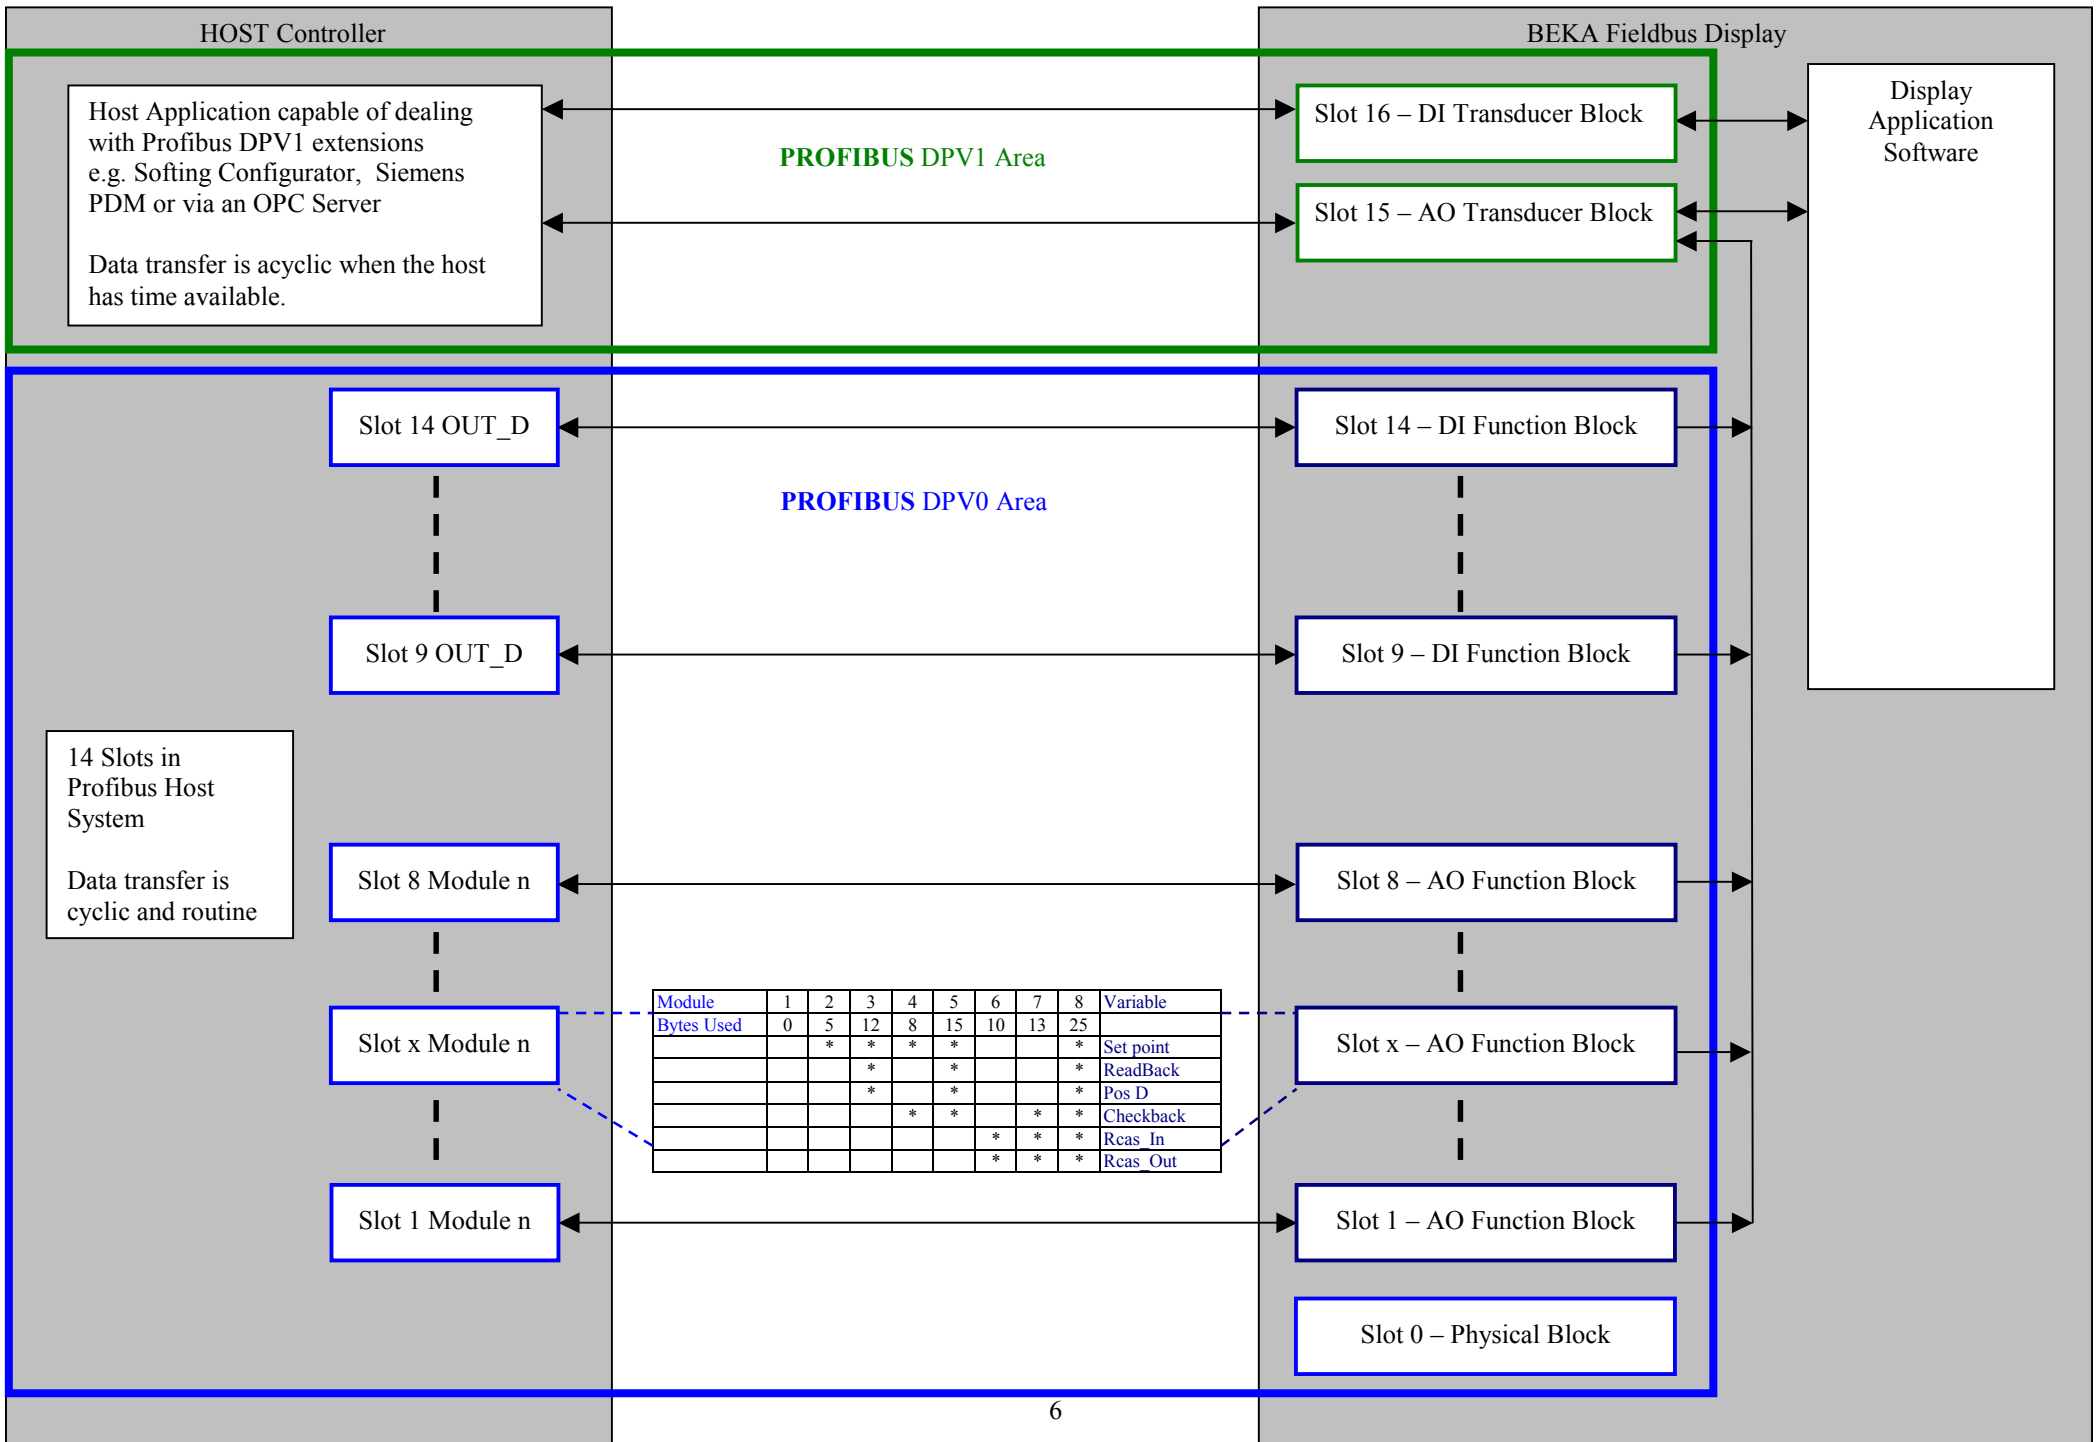 HOST Controller
BEKA Fieldbus Display
Host Application capable of dealing
with Profibus DPV1 extensions
e.g. Softing Configurator, Siemens
PDM or via an OPC Server
Data transfer is acyclic when the host
has time available.
PROFIBUS DPV1 Area
Slot 16 – DI Transducer Block
Slot 15 – AO Transducer Block
Display
Application
Software
Slot 14 OUT_D
Slot 14 – DI Function Block
PROFIBUS DPV0 Area
Slot 9 OUT_D
Slot 9 – DI Function Block
14 Slots in
Profibus Host
System
Data transfer is
cyclic and routine
Slot 8 Module n
Slot 8 – AO Function Block
Slot x Module n
Module 1 2 3 4 5 6 7 8 Variable
Bytes Used 0 5 12 8 15 10 13 25
* * * * * Set point
* * * ReadBack
* * * Pos D
* * * * Checkback
* * * Rcas_In
* * * Rcas_Out
Slot x – AO Function Block
Slot 1 Module n
Slot 1 – AO Function Block
Slot 0 – Physical Block
6